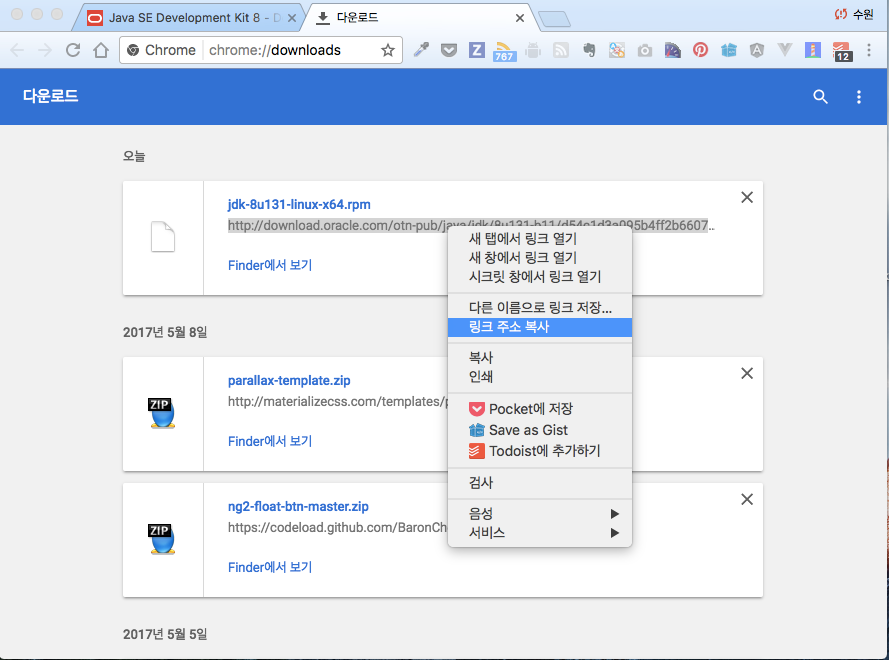 Java SE Development Kit 8 - D
다운로드
수원
Chrome
chrome://downloads
Z
767
12
다운로드
오늘
jdk-8u131-linux-x64.rpm
http://download.oracle.com/otn-pub/java/jdk/8u131-b11/d54c1d3a095b4ff2b6607..
Finder에서 보기
새 탭에서 링크 열기
새 창에서 링크 열기
시크릿 창에서 링크 열기
다른 이름으로 링크 저장...
링크 주소 복사
복사
인쇄
Pocket에 저장
Save as Gist
Todoist에 추가하기
검사
음성
서비스
2017년 5월 8일
ZIP
parallax-template.zip
http://materializecss.com/templates/p
Finder에서 보기
ZIP
ng2-float-btn-master.zip
https://codeload.github.com/BaronCh
Finder에서 보기
2017년 5월 5일